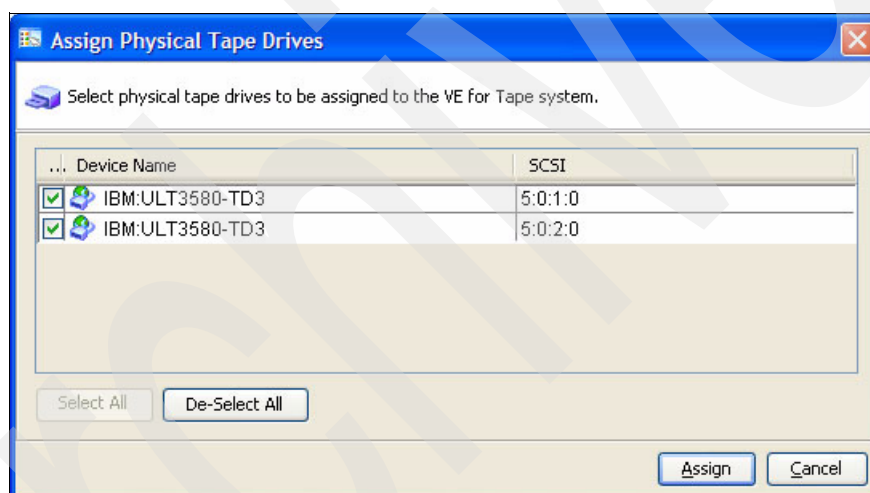 Assign Physical Tape Drives
Select physical tape drives to be assigned to the VE for Tape system.
... Device Name SCSI
IBM:ULT3580-TD3 5:0:1:0
IBM:ULT3580-TD3 5:0:2:0
Select All De-Select All
Assign Cancel